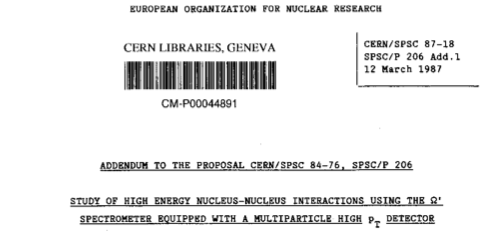 EUROPEAN ORGANIZATION FOR NUCLEAR RESEARCH
CERN LIBRARIES, GENEVA
CM-P00044891
CERN/SPSC 87-18
SPSC/P 206 Add.1
12 March 1987
ADDENDUM TO THE PROPOSAL CERN/SPSC 84-76, SPSC/P 206
STUDY OF HIGH ENERGY NUCLEUS-NUCLEUS INTERACTIONS USING THE Ω'
SPECTROMETER EQUIPPED WITH A MULTIPARTICLE HIGH p_T DETECTOR